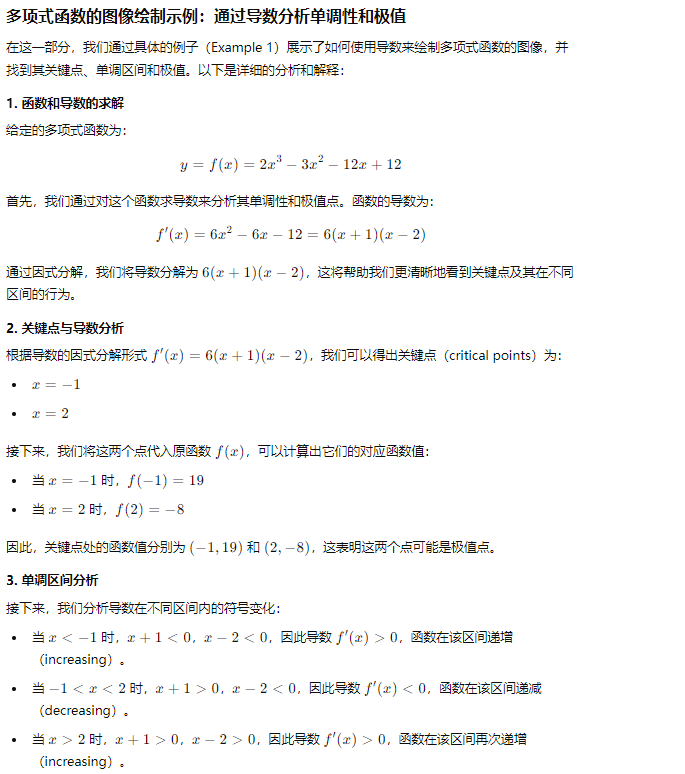 多项式函数的图像绘制示例：通过导数分析单调性和极值
在这一部分，我们通过具体的例子（Example 1）展示了如何使用导数来绘制多项式函数的图像，并
找到其关键点、单调区间和极值。以下是详细的分析和解释：
1. 函数和导数的求解
给定的多项式函数为：
y = f(x) = 2x³ − 3x² − 12x + 12
首先，我们通过对这个函数求导数来分析其单调性和极值点。函数的导数为：
f′(x) = 6x² − 6x − 12 = 6(x + 1)(x − 2)
通过因式分解，我们将导数分解为 6(x + 1)(x − 2)，这将帮助我们更清晰地看到关键点及其在不同
区间的行为。
2. 关键点与导数分析
根据导数的因式分解形式 f′(x) = 6(x + 1)(x − 2)，我们可以得出关键点（critical points）为：
• x = −1
• x = 2
接下来，我们将这两个点代入原函数 f(x)，可以计算出它们的对应函数值：
• 当 x = −1 时，f(−1) = 19
• 当 x = 2 时，f(2) = −8
因此，关键点处的函数值分别为 (−1, 19) 和 (2, −8)，这表明这两个点可能是极值点。
3. 单调区间分析
接下来，我们分析导数在不同区间内的符号变化：
• 当 x < −1 时，x + 1 < 0，x − 2 < 0，因此导数 f′(x) > 0，函数在该区间递增
（increasing）。
• 当 −1 < x < 2 时，x + 1 > 0，x − 2 < 0，因此导数 f′(x) < 0，函数在该区间递减
（decreasing）。
• 当 x > 2 时，x + 1 > 0，x − 2 > 0，因此导数 f′(x) > 0，函数在该区间再次递增
（increasing）。